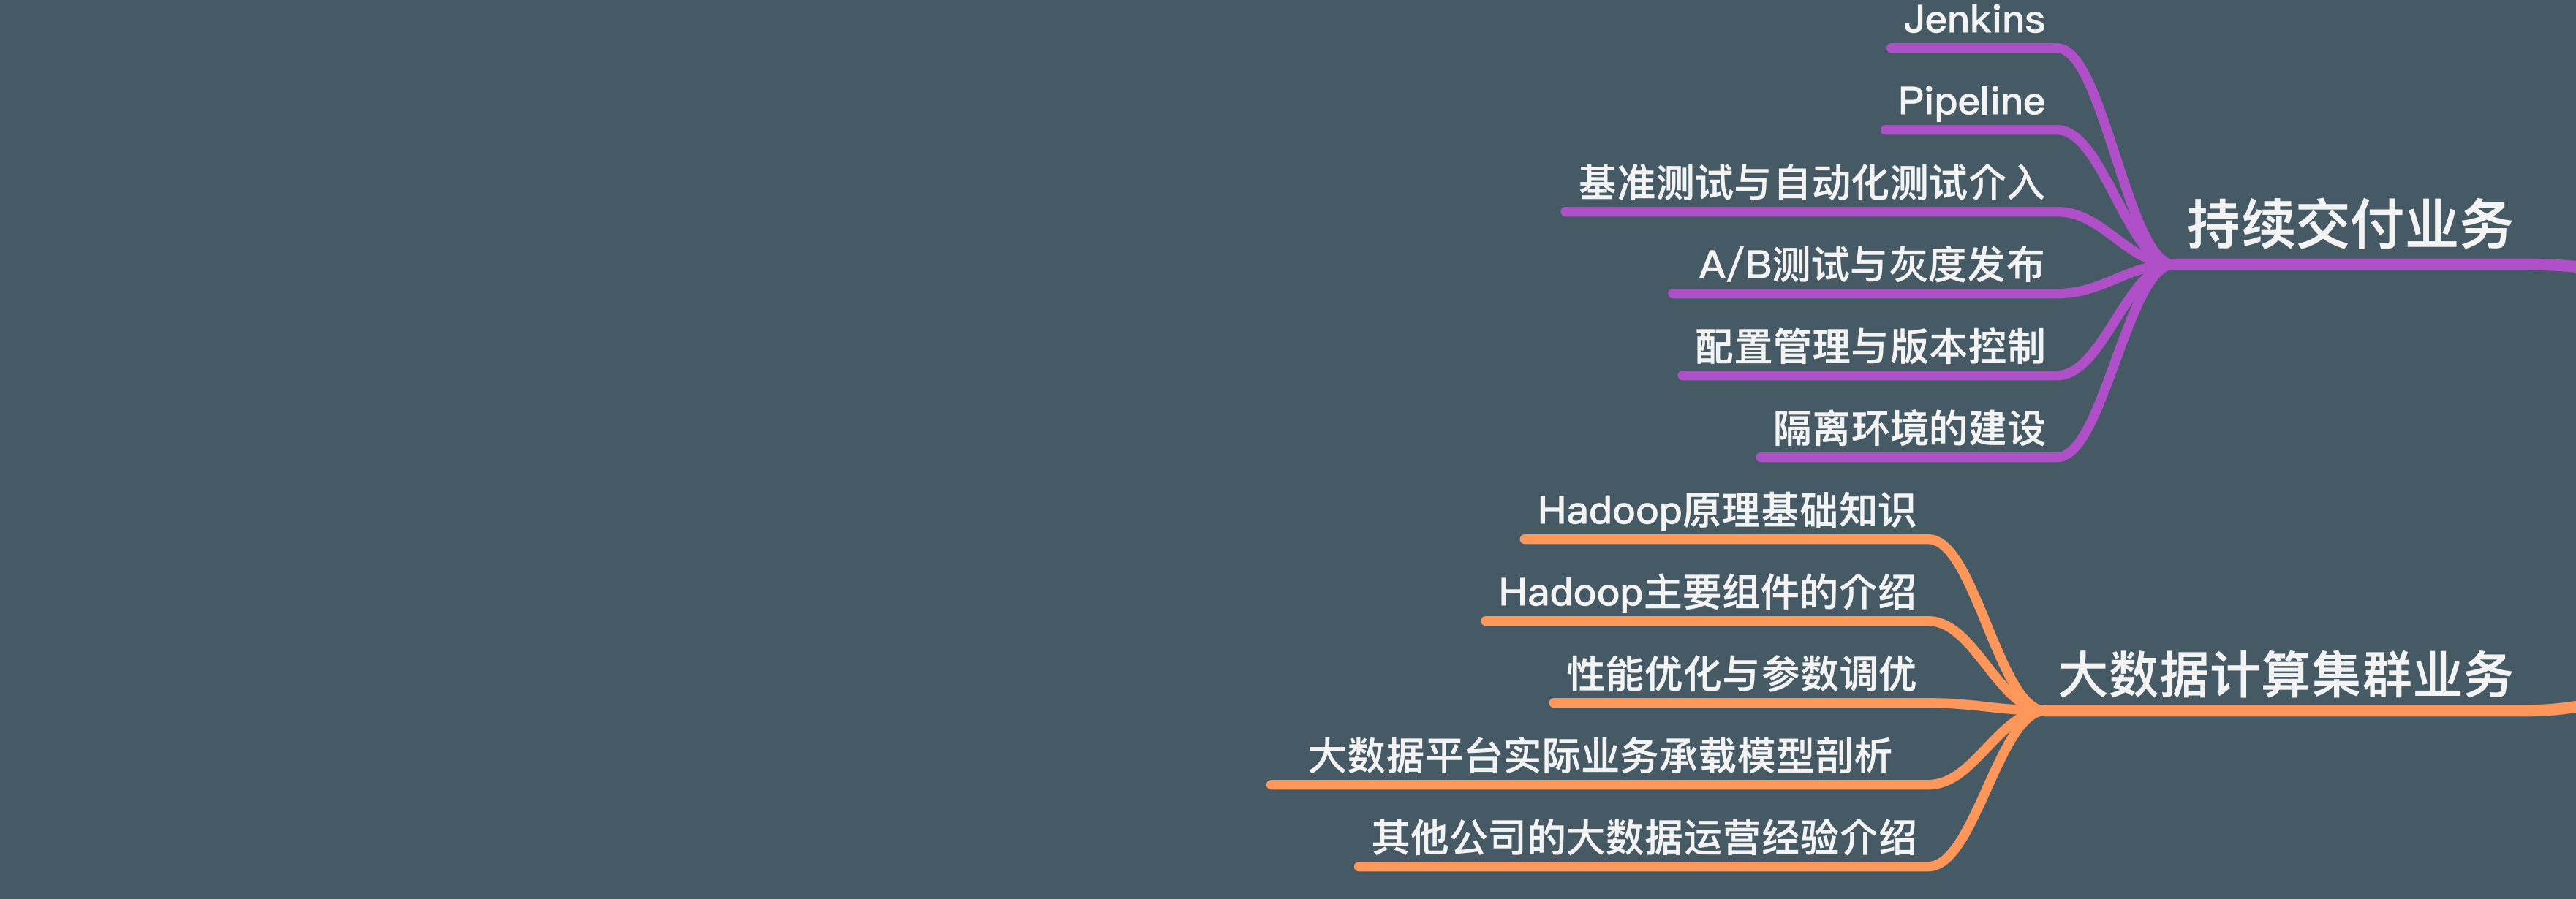 Jenkins
Pipeline
基准测试与自动化测试介入
A/B测试与灰度发布
配置管理与版本控制
隔离环境的建设
持续交付业务
Hadoop原理基础知识
Hadoop主要组件的介绍
性能优化与参数调优
大数据平台实际业务承载模型剖析
其他公司的大数据运营经验介绍
大数据计算集群业务